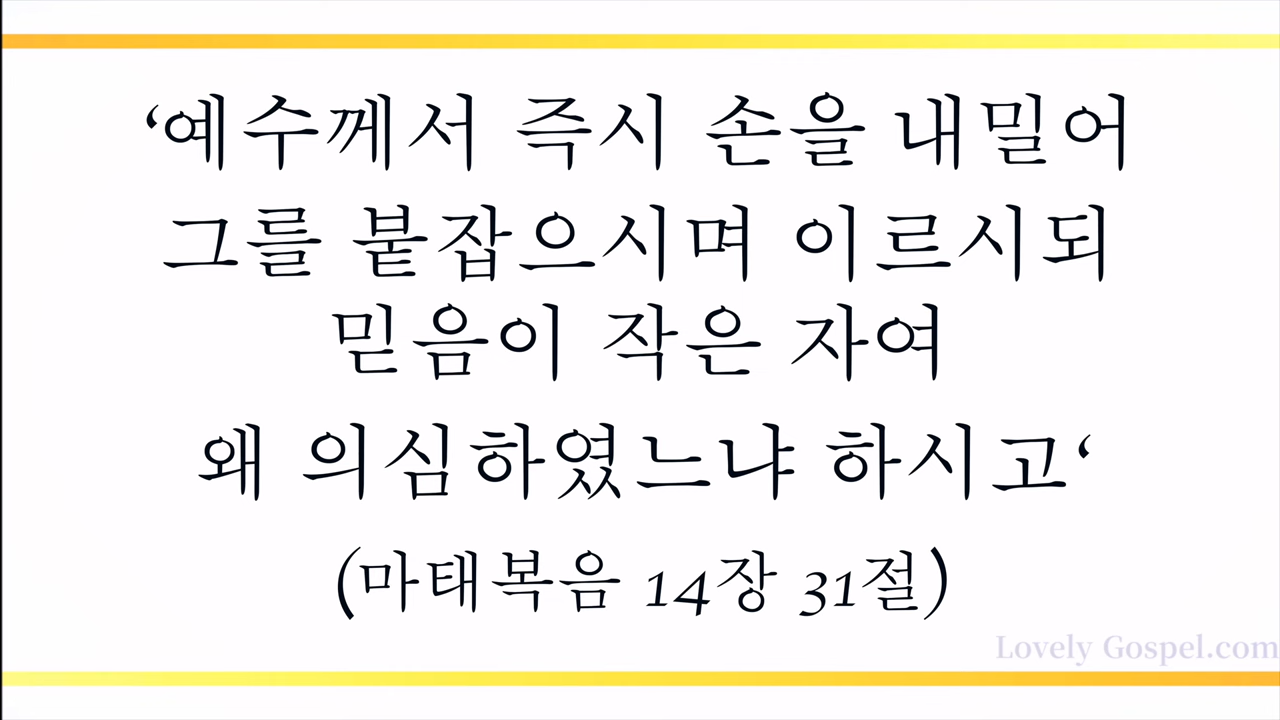 ‘예수께서 즉시 손을 내밀어
그를 붙잡으시며 이르시되
믿음이 작은 자여
왜 의심하였느냐 하시고‘
(마태복음 14장 31절)
Lovely Gospel.com